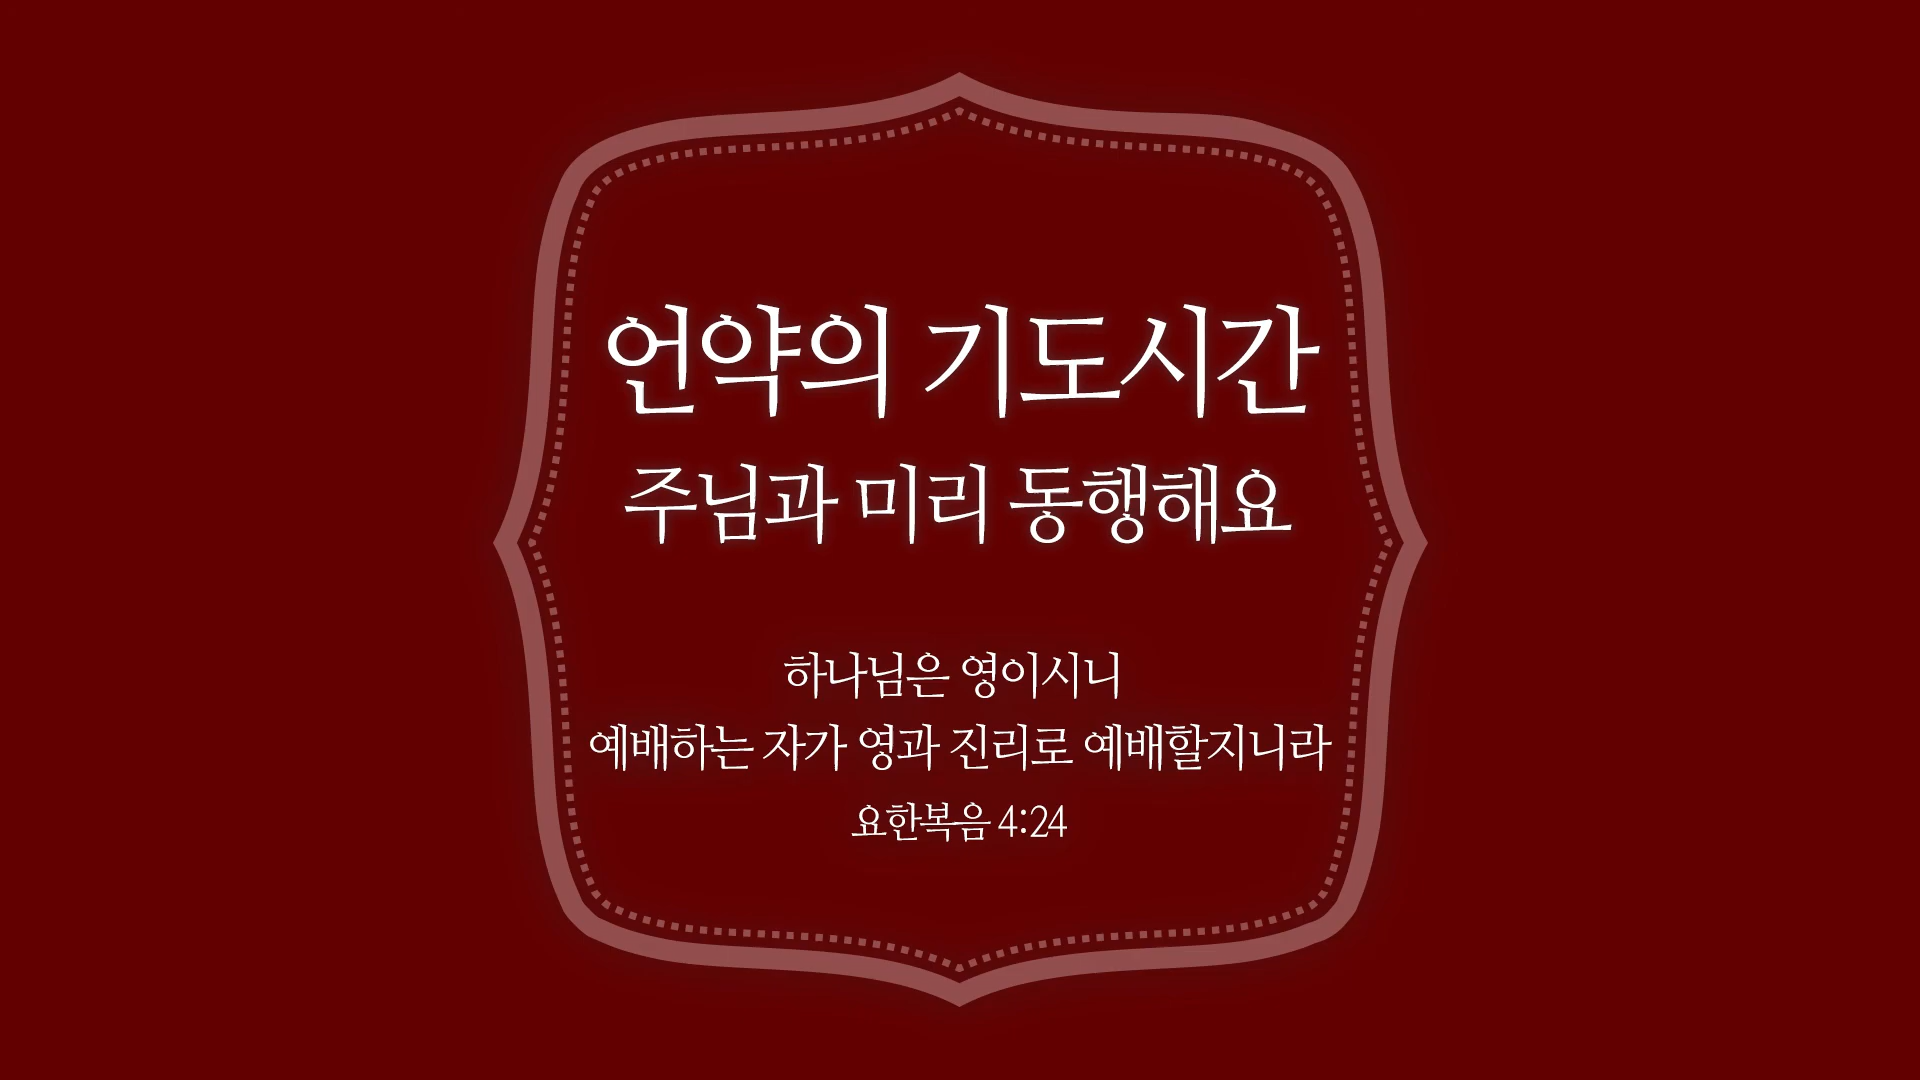 언약의 기도시간
주님과 미리 동행해요
하나님은 영이시니
예배하는 자가 영과 진리로 예배할지니라
요한복음 4:24